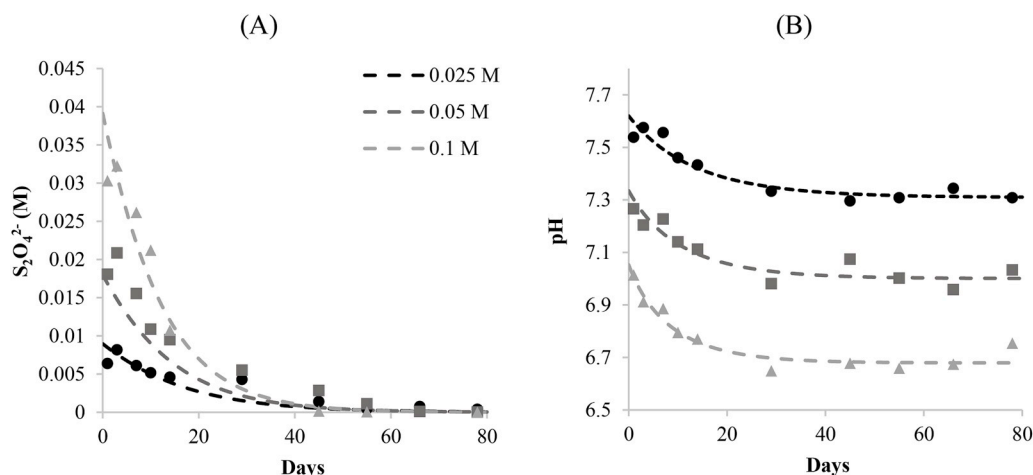 (A)
0.045
0.04
0.035
0.03
0.025
0.02
0.015
0.01
0.005
0
S₂O₄²⁻ (M)
0.025 M
0.05 M
0.1 M
0 20 40 60 80
Days
(B)
7.7
7.5
7.3
7.1
6.9
6.7
6.5
pH
0 20 40 60 80
Days